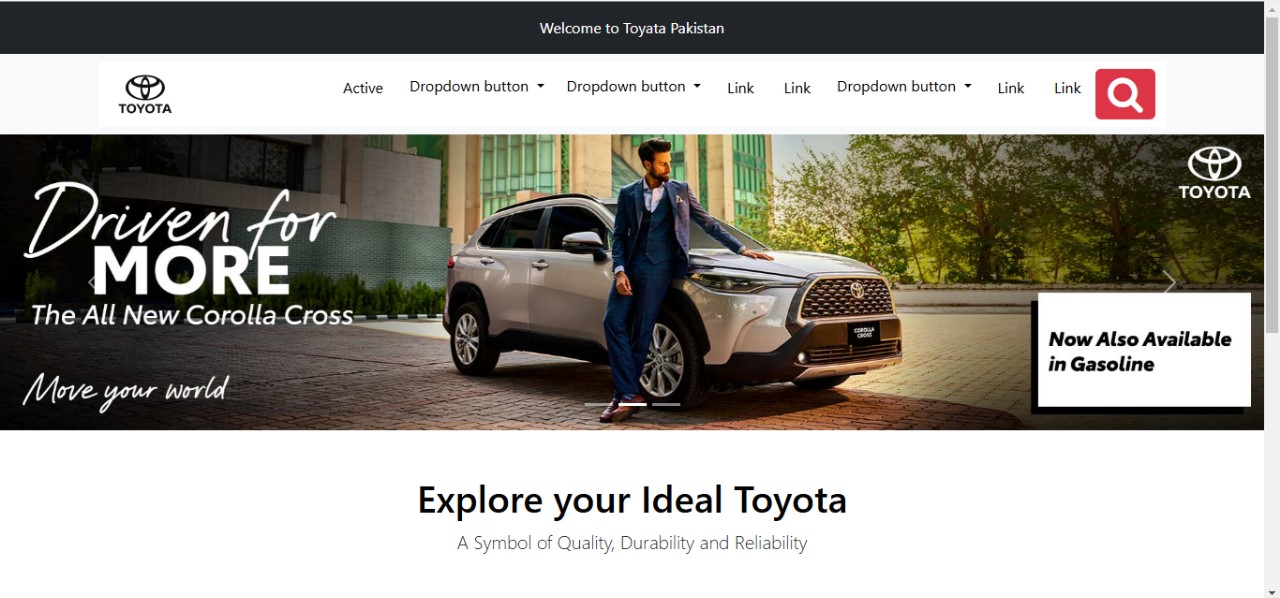 Welcome to Toyata Pakistan
TOYOTA
Active
Dropdown button
Dropdown button
Link
Link
Dropdown button
Link
Link
TOYOTA
Driven for
MORE
The All New Corolla Cross
COROLLA
CROSS
Now Also Available
in Gasoline
Move your world
Explore your Ideal Toyota
A Symbol of Quality, Durability and Reliability